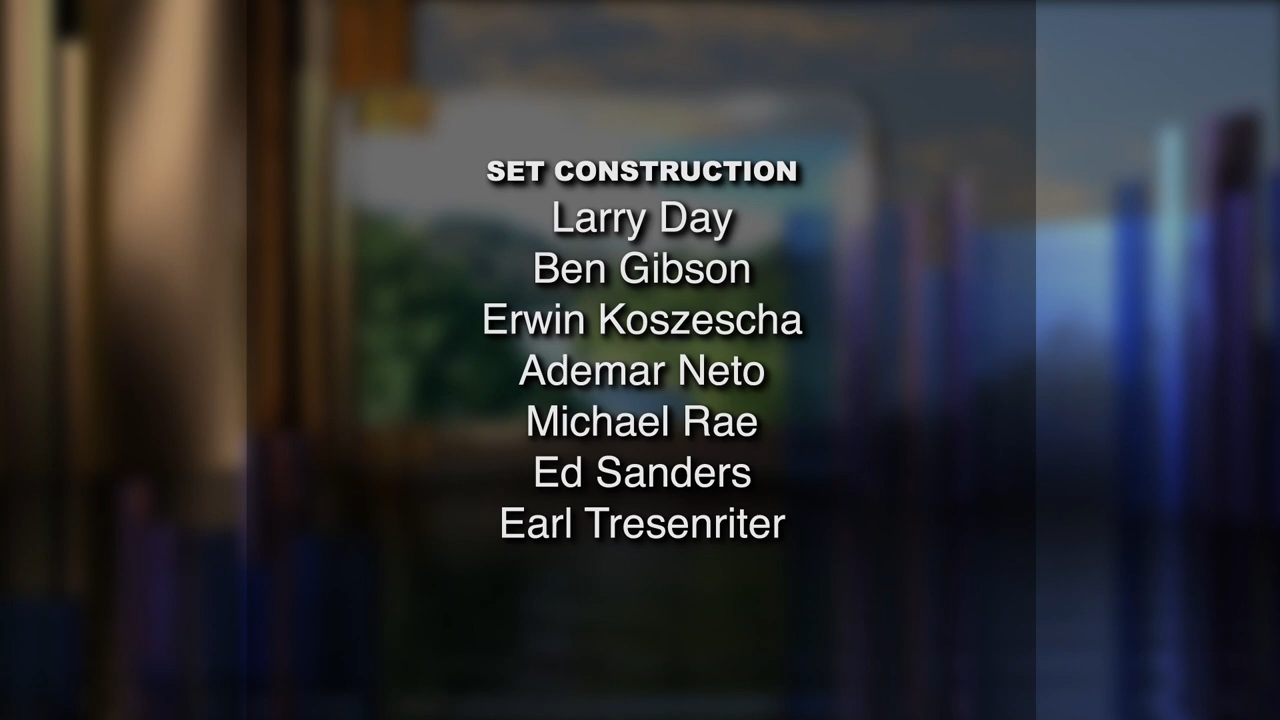 SET CONSTRUCTION
Larry Day
Ben Gibson
Erwin Koszescha
Ademar Neto
Michael Rae
Ed Sanders
Earl Tresenriter